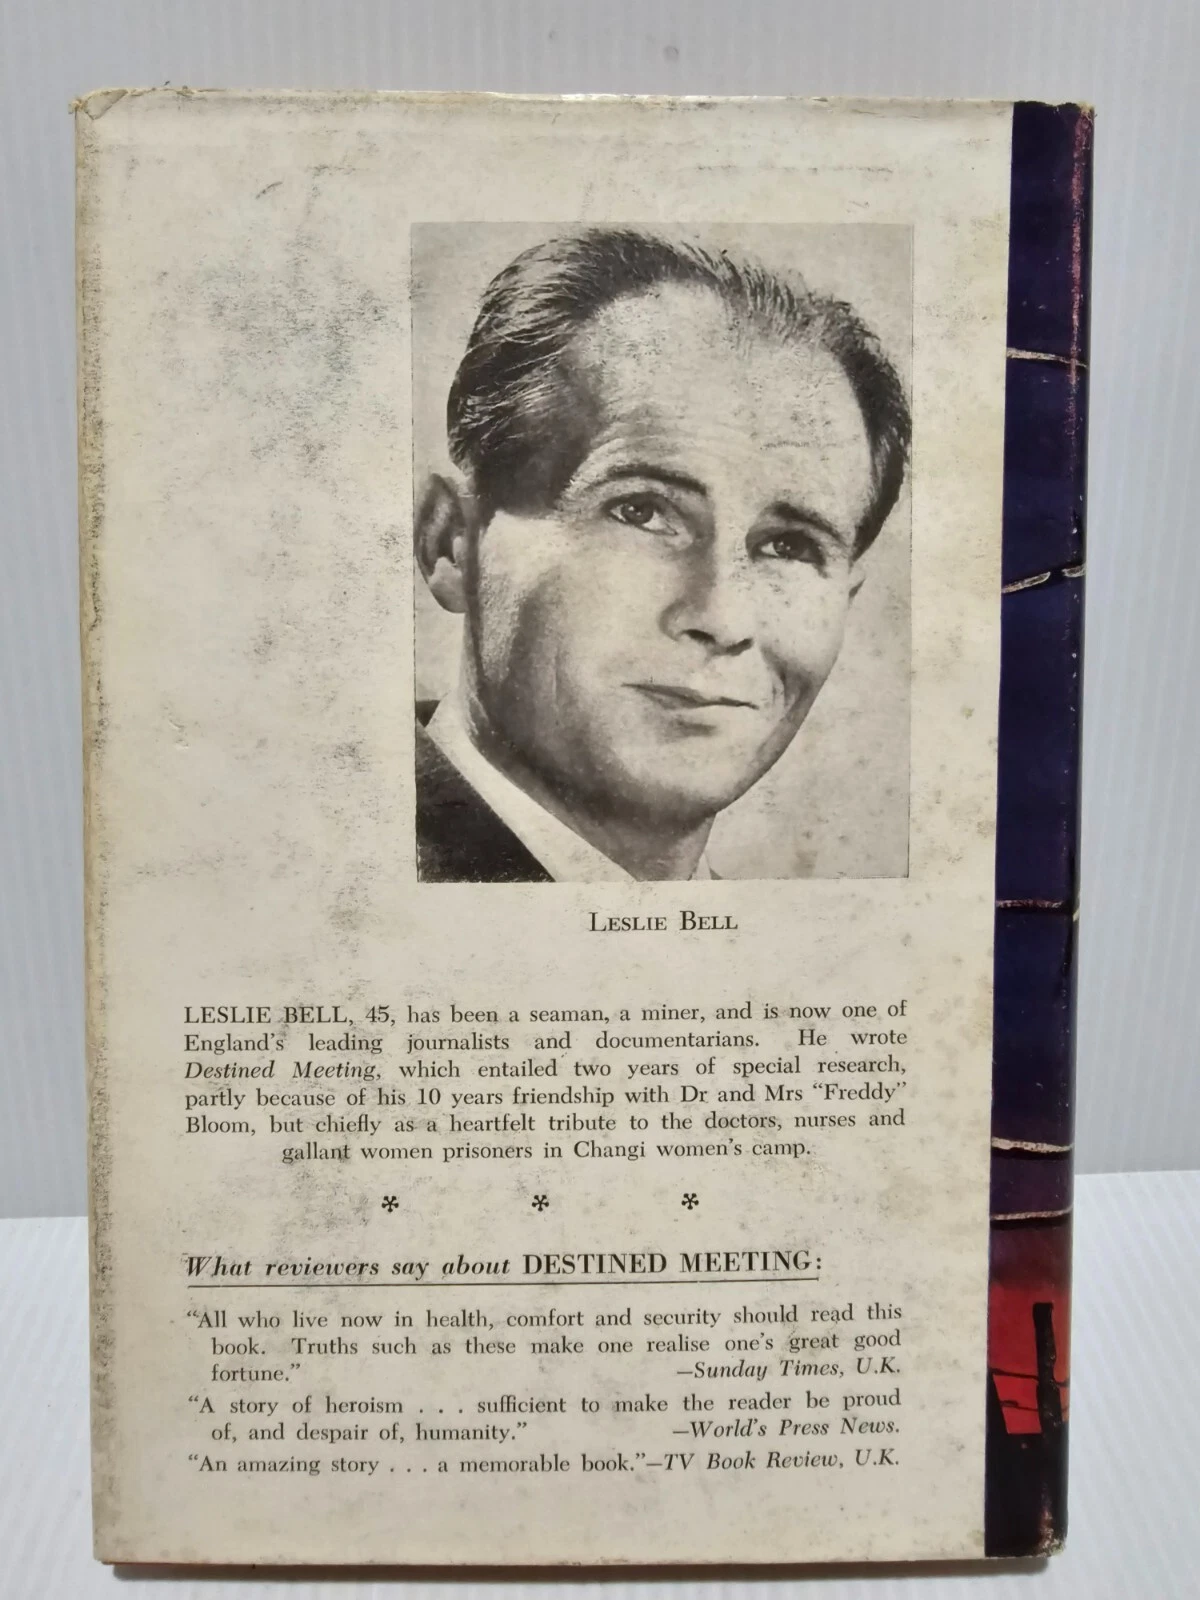 LESLIE BELL
LESLIE BELL, 45, has been a seaman, a miner, and is now one of
England's leading journalists and documentarians. He wrote
Destined Meeting, which entailed two years of special research,
partly because of his 10 years friendship with Dr and Mrs “Freddy”
Bloom, but chiefly as a heartfelt tribute to the doctors, nurses and
gallant women prisoners in Changi women's camp.
* * *
What reviewers say about DESTINED MEETING:
“All who live now in health, comfort and security should read this
book. Truths such as these make one realise one's great good
fortune.” —Sunday Times, U.K.
“A story of heroism . . . sufficient to make the reader be proud
of, and despair of, humanity.” —World's Press News.
“An amazing story . . . a memorable book.”—TV Book Review, U.K.